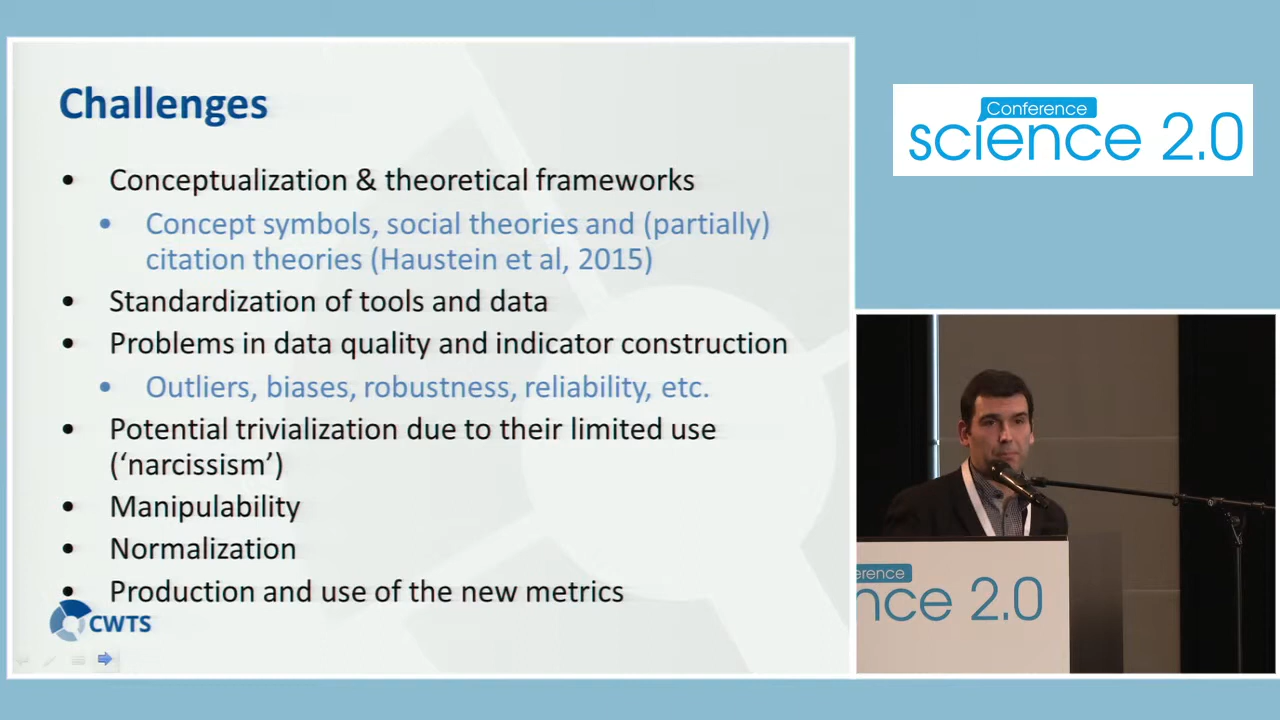 Challenges
• Conceptualization & theoretical frameworks
• Concept symbols, social theories and (partially)
citation theories (Haustein et al, 2015)
• Standardization of tools and data
• Problems in data quality and indicator construction
• Outliers, biases, robustness, reliability, etc.
• Potential trivialization due to their limited use
(‘narcissism’)
• Manipulability
• Normalization
• Production and use of the new metrics
CWTS
Conference
science 2.0
erence
nce 2.0